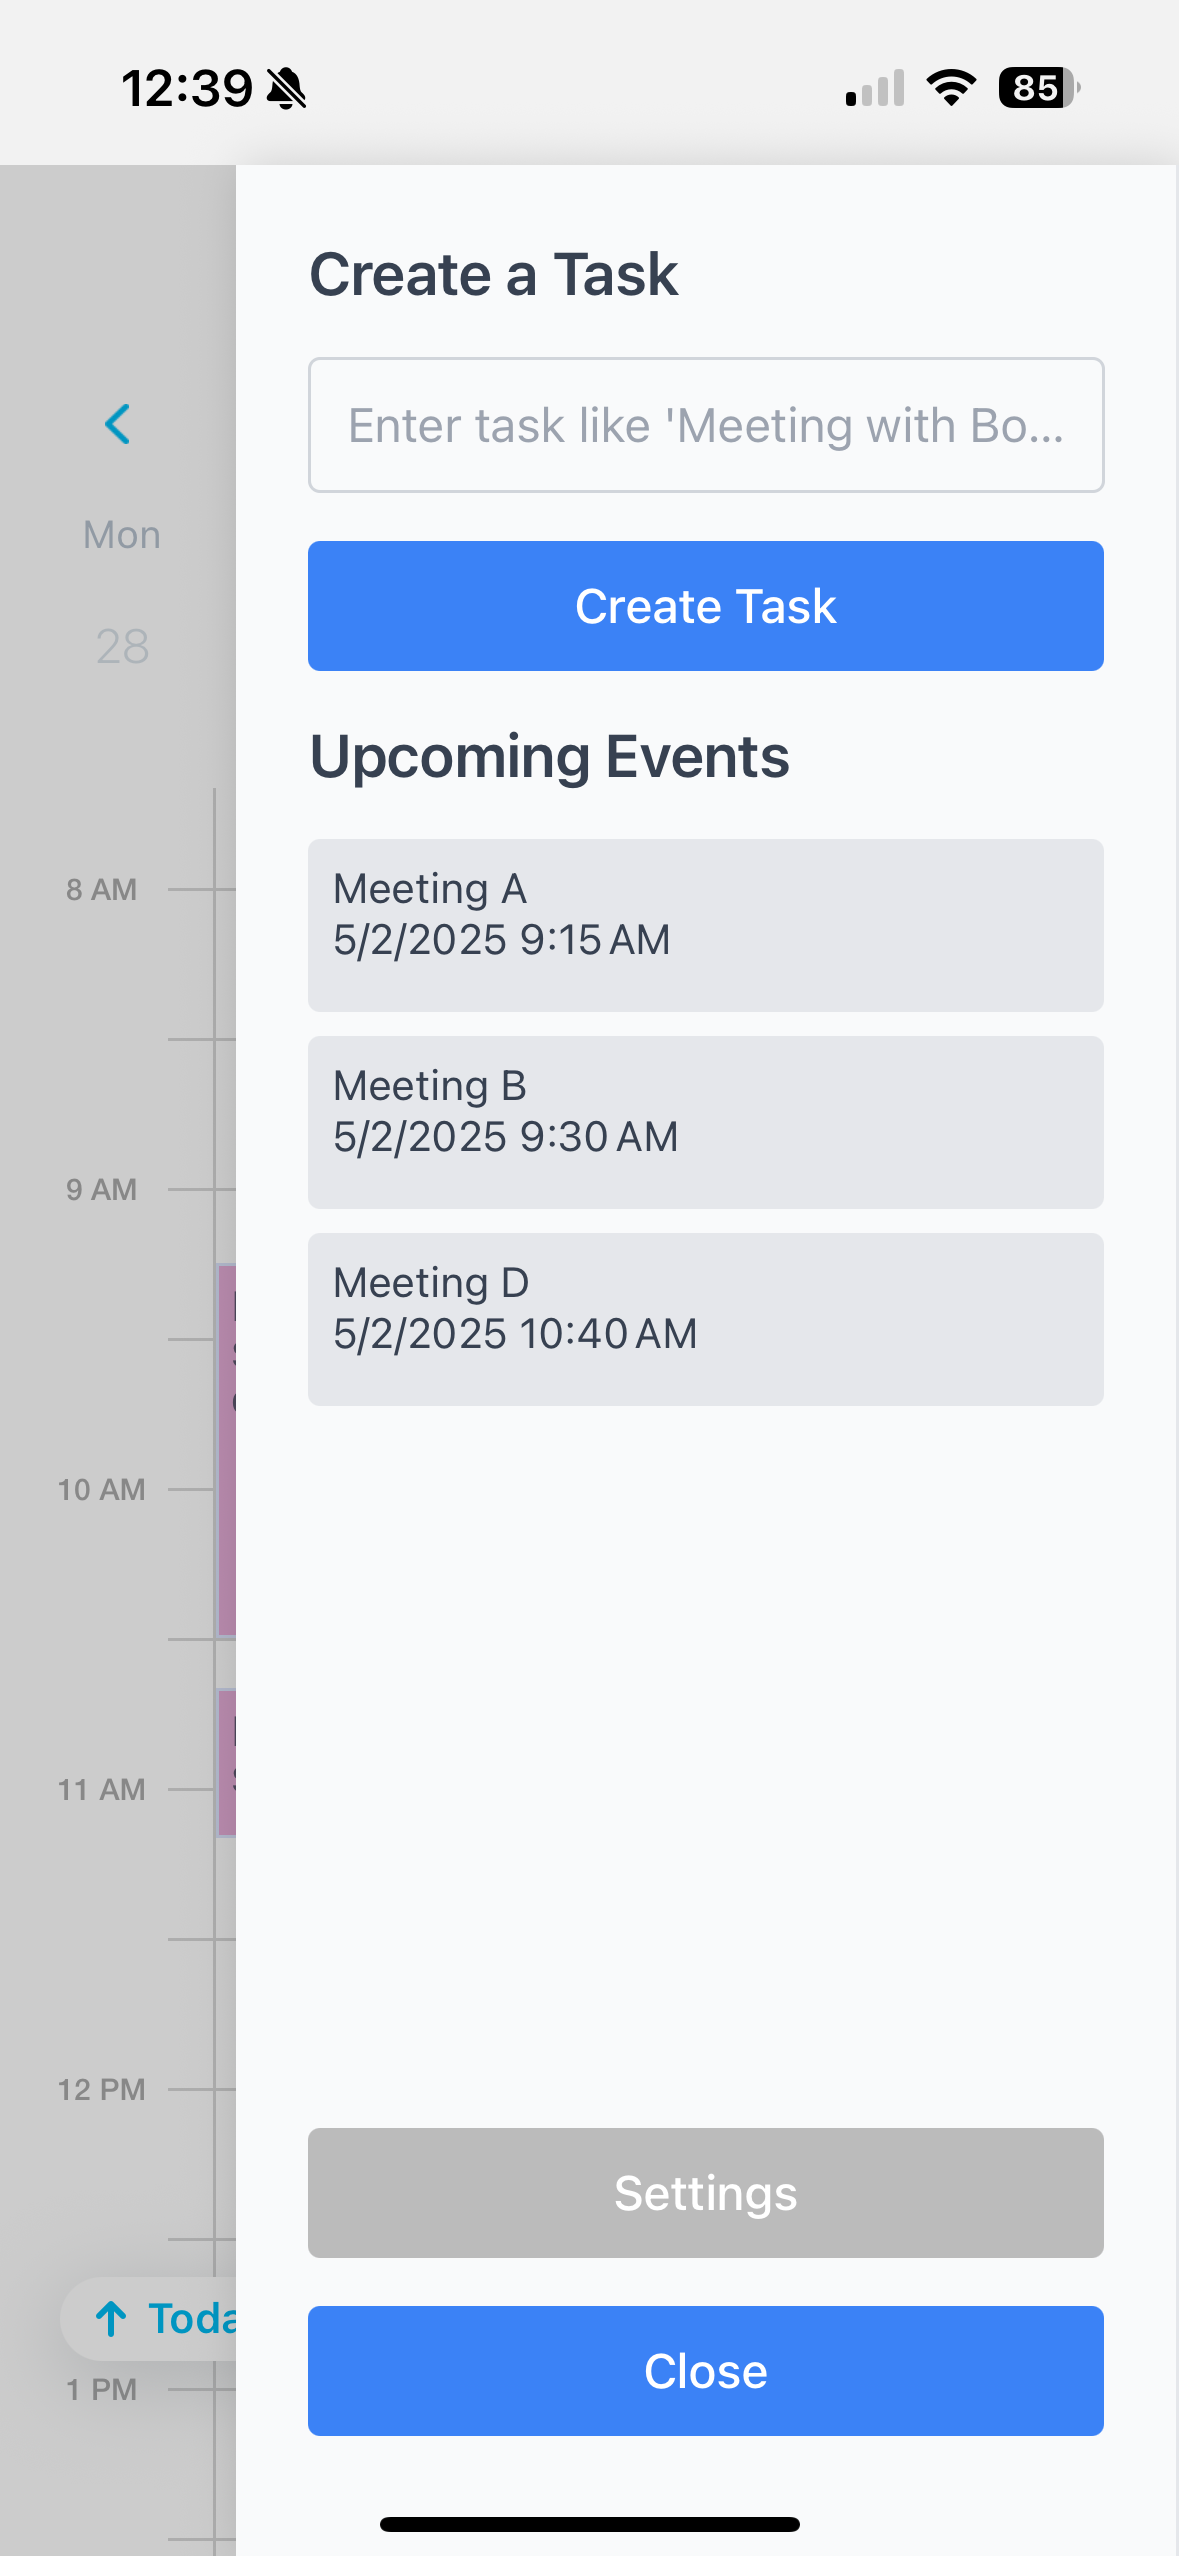 12:39
85
Create a Task
Enter task like 'Meeting with Bo...
Create Task
Upcoming Events
Meeting A
5/2/2025 9:15 AM
Meeting B
5/2/2025 9:30 AM
Meeting D
5/2/2025 10:40 AM
Settings
Close
Mon
28
8 AM
9 AM
10 AM
11 AM
12 PM
1 PM